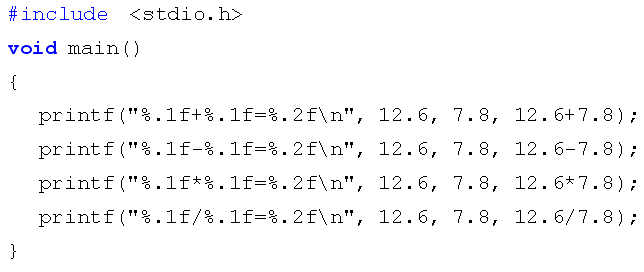 #include <stdio.h>
void main()
{
printf("%.1f+%.1f=%.2f\n", 12.6, 7.8, 12.6+7.8);
printf("%.1f-%.1f=%.2f\n", 12.6, 7.8, 12.6-7.8);
printf("%.1f*%.1f=%.2f\n", 12.6, 7.8, 12.6*7.8);
printf("%.1f/%.1f=%.2f\n", 12.6, 7.8, 12.6/7.8);
}